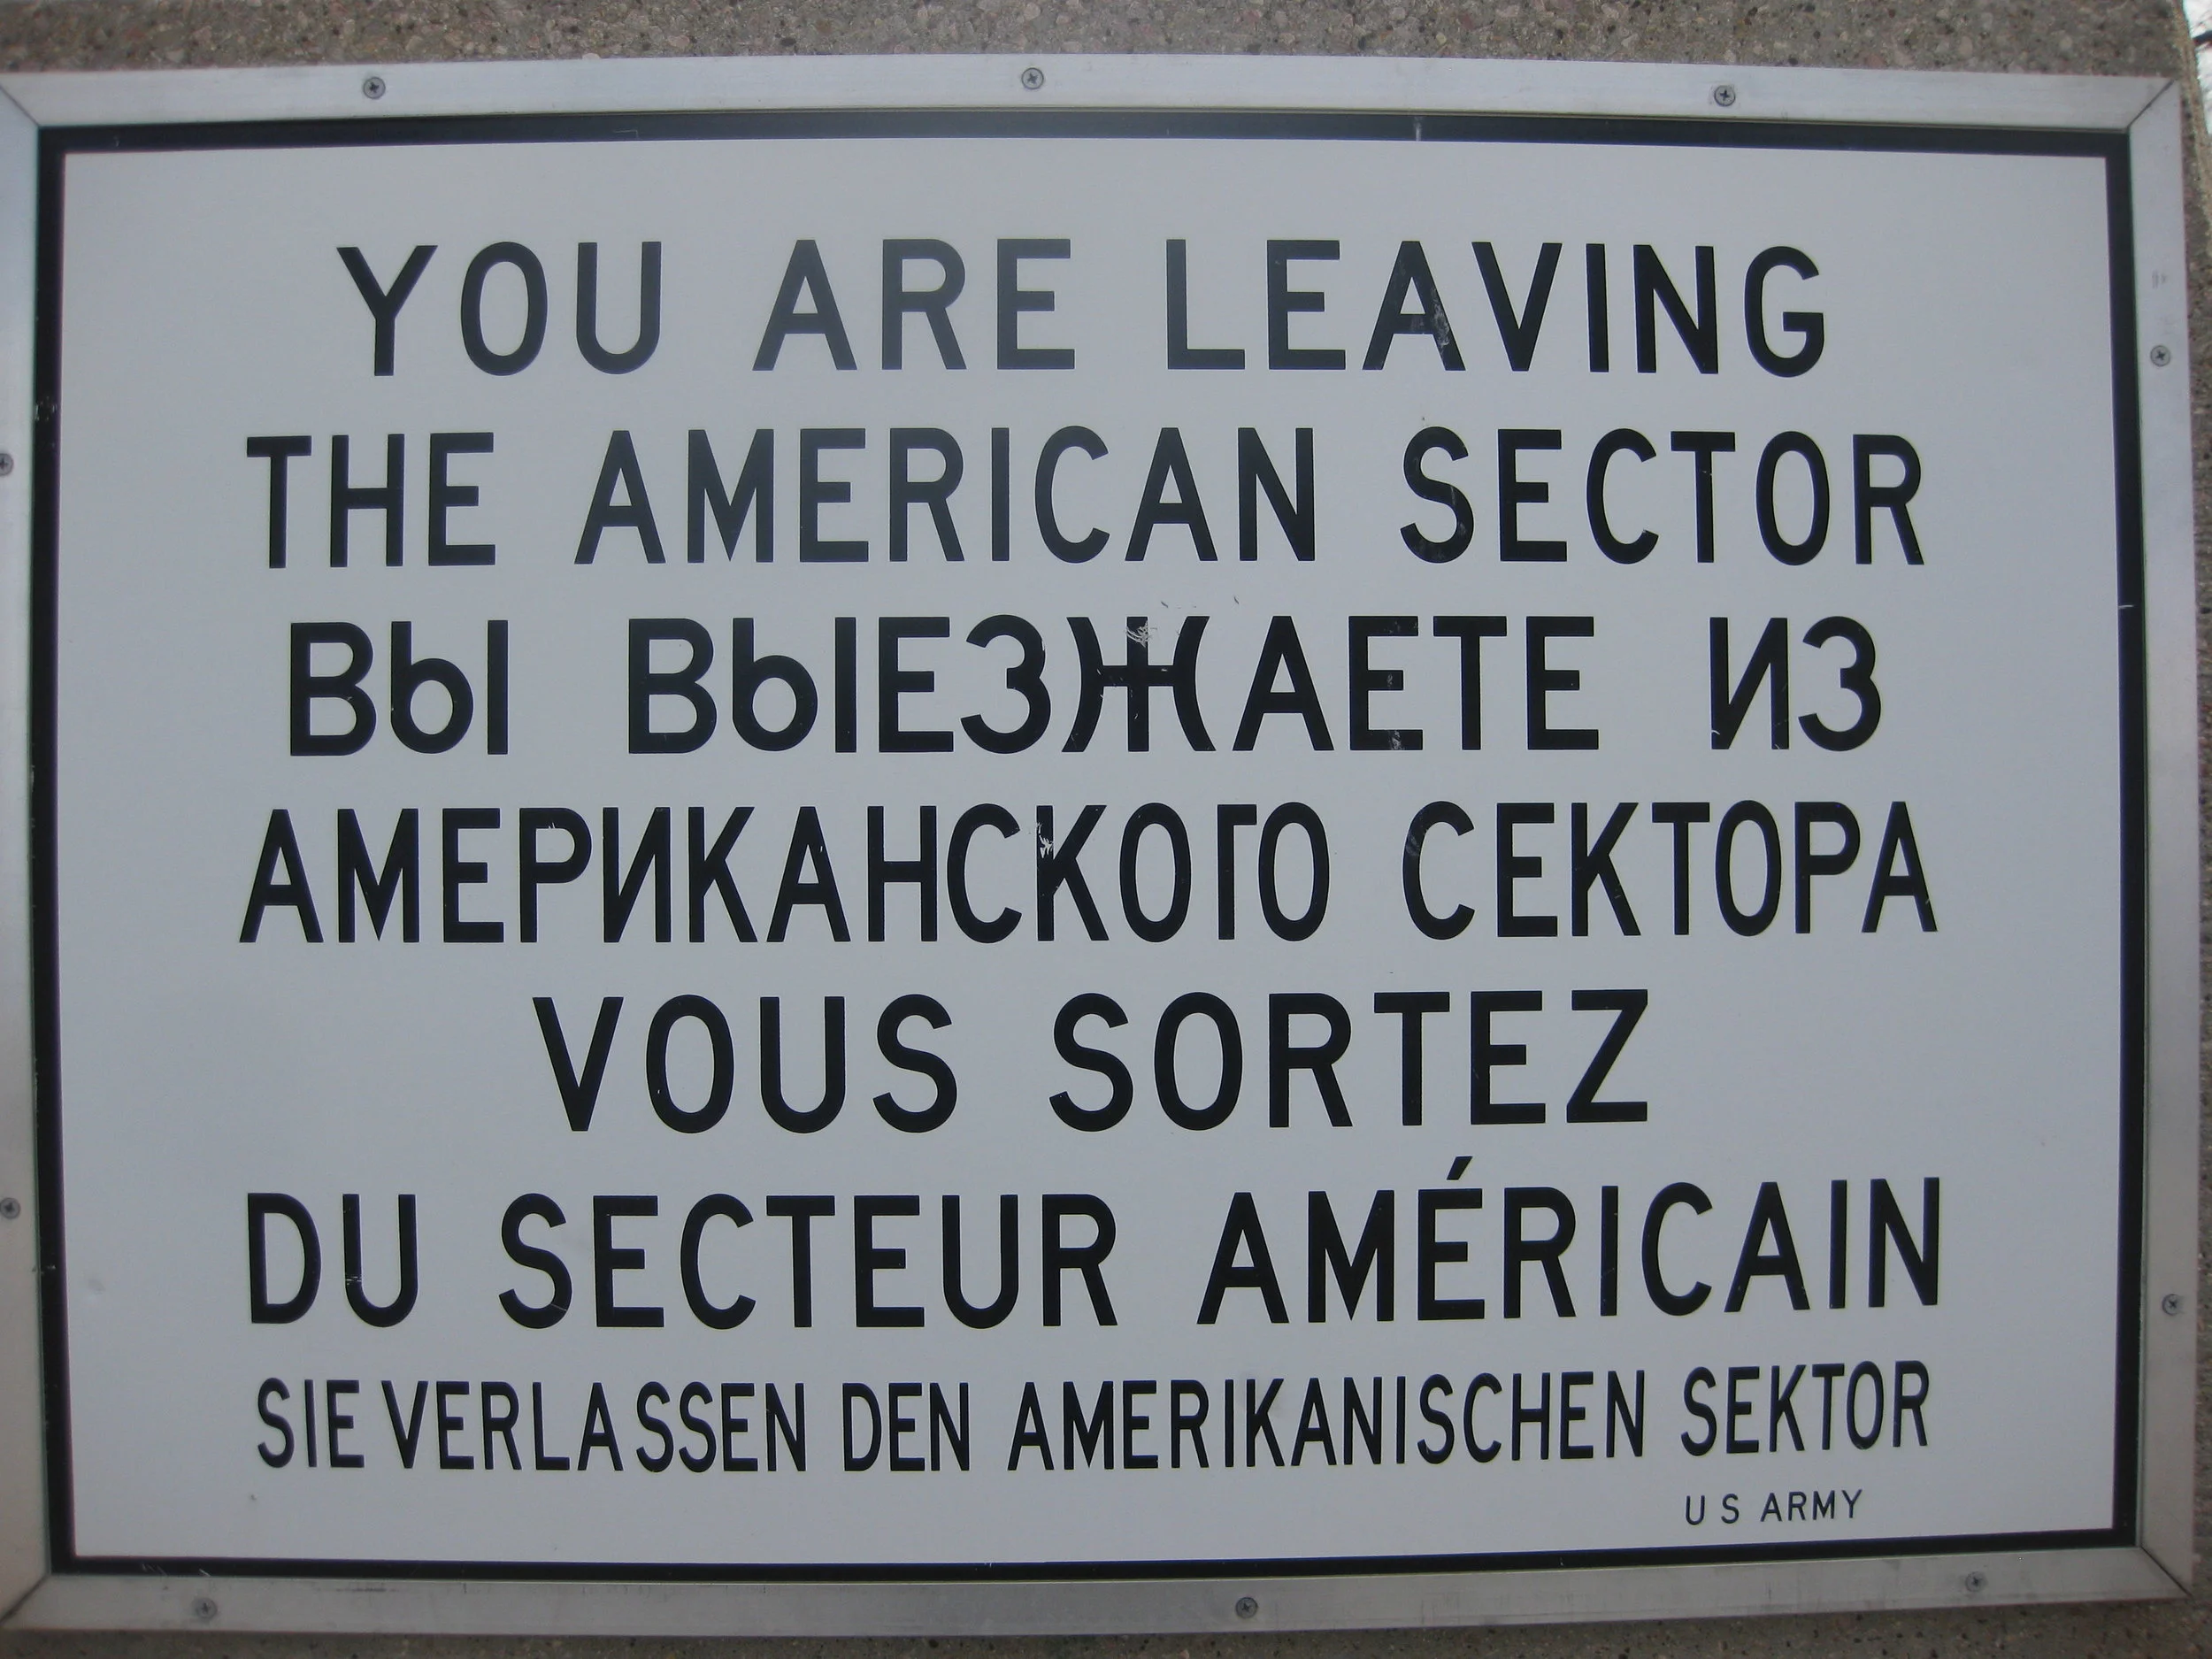 YOU ARE LEAVING
THE AMERICAN SECTOR
ВЫ ВЫЕЗЖАЕТЕ ИЗ
АМЕРИКАНСКОГО СЕКТОРА
VOUS SORTEZ
DU SECTEUR AMÉRICAIN
SIE VERLASSEN DEN AMERIKANISCHEN SEKTOR
U S ARMY